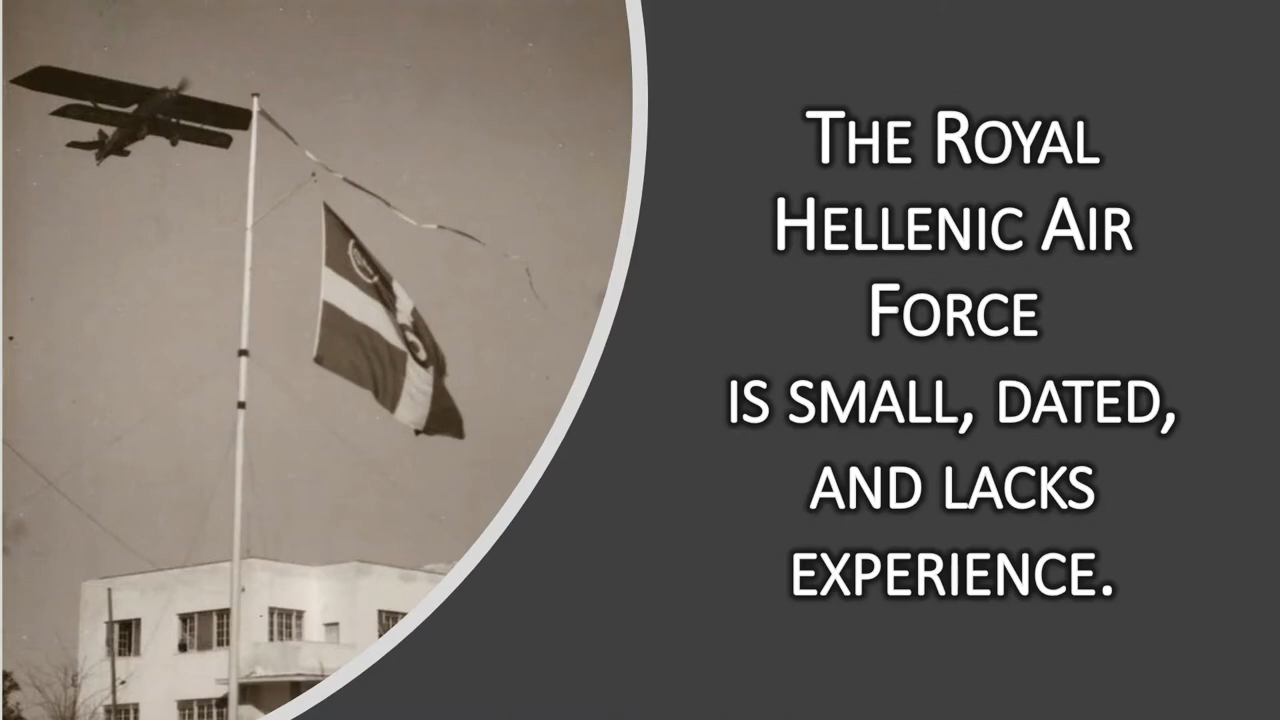 The Royal
Hellenic Air
Force
is small, dated,
and lacks
experience.